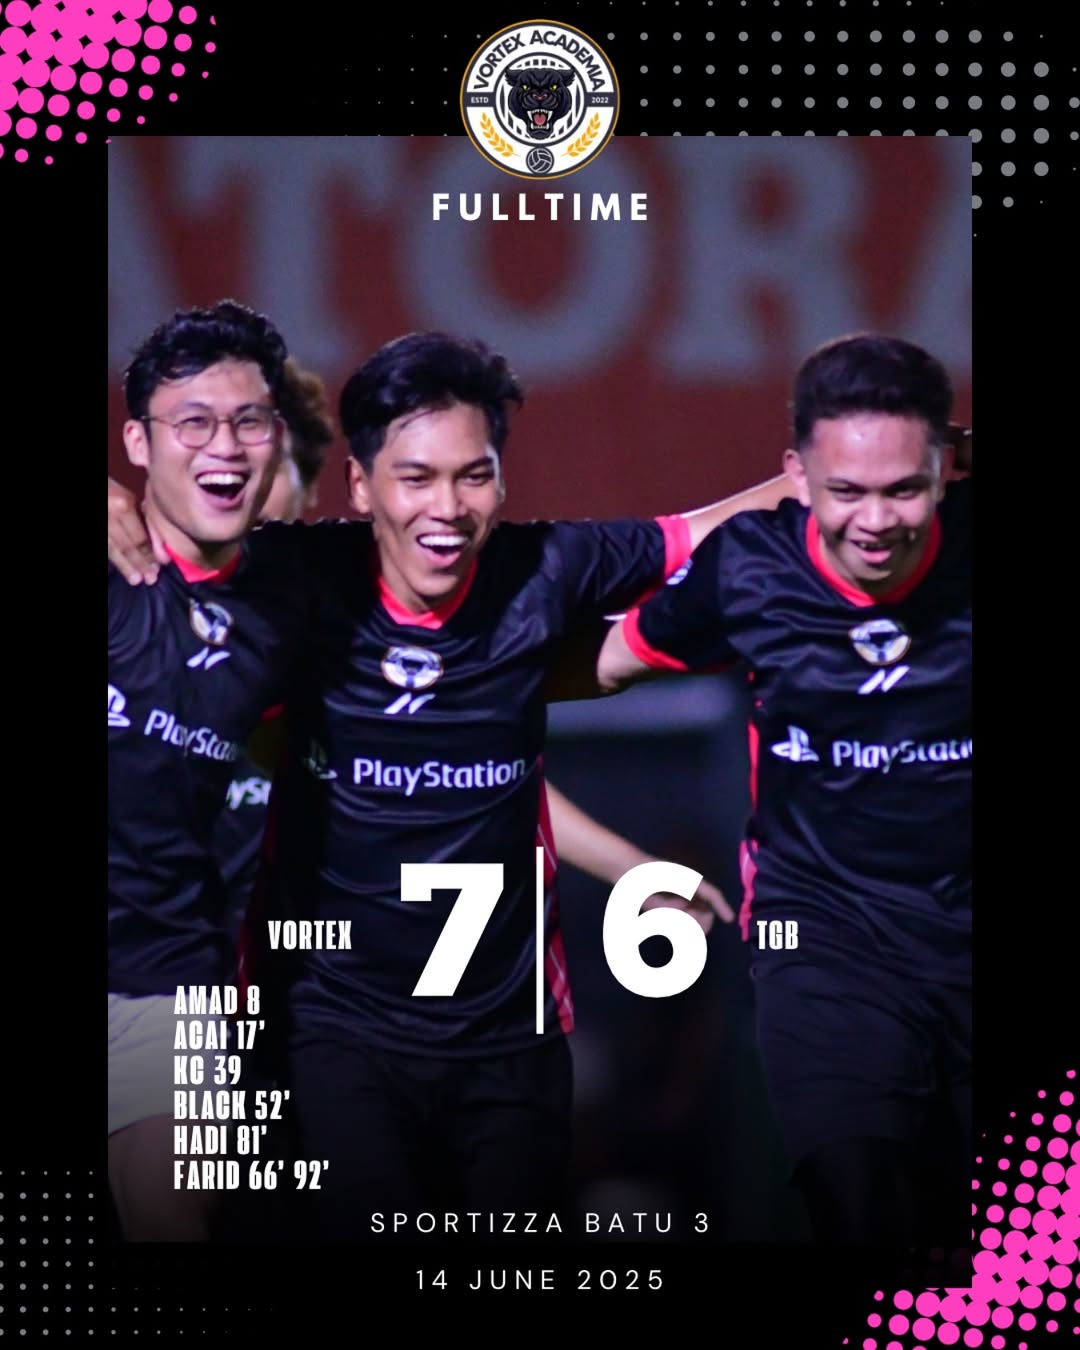 VORTEX ACADEMIA
ESTD 2022
FULLTIME
PlayStation
PlayStation
PlayStati
VORTEX 7 | 6 TGB
AMAD 8
ACAI 17'
KC 39
BLACK 52'
HADI 81'
FARID 66' 92'
SPORTIZZA BATU 3
14 JUNE 2025